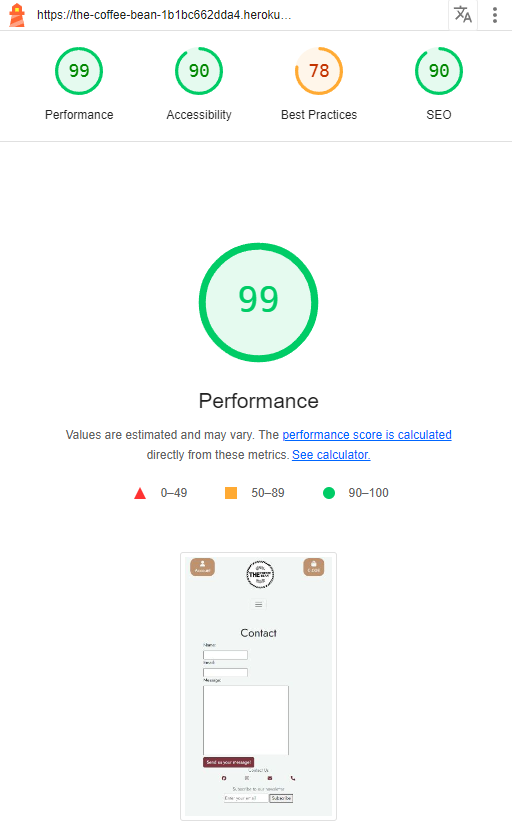 https://the-coffee-bean-1b1bc662dda4.heroku…
99 90 78 90
Performance Accessibility Best Practices SEO
99
Performance
Values are estimated and may vary. The performance score is calculated
directly from these metrics. See calculator.
0–49 50–89 90–100
Account
Contact
Name:
Email:
Message:
Send us your message!
Contact Us
Subscribe to our newsletter
Enter your email Subscribe